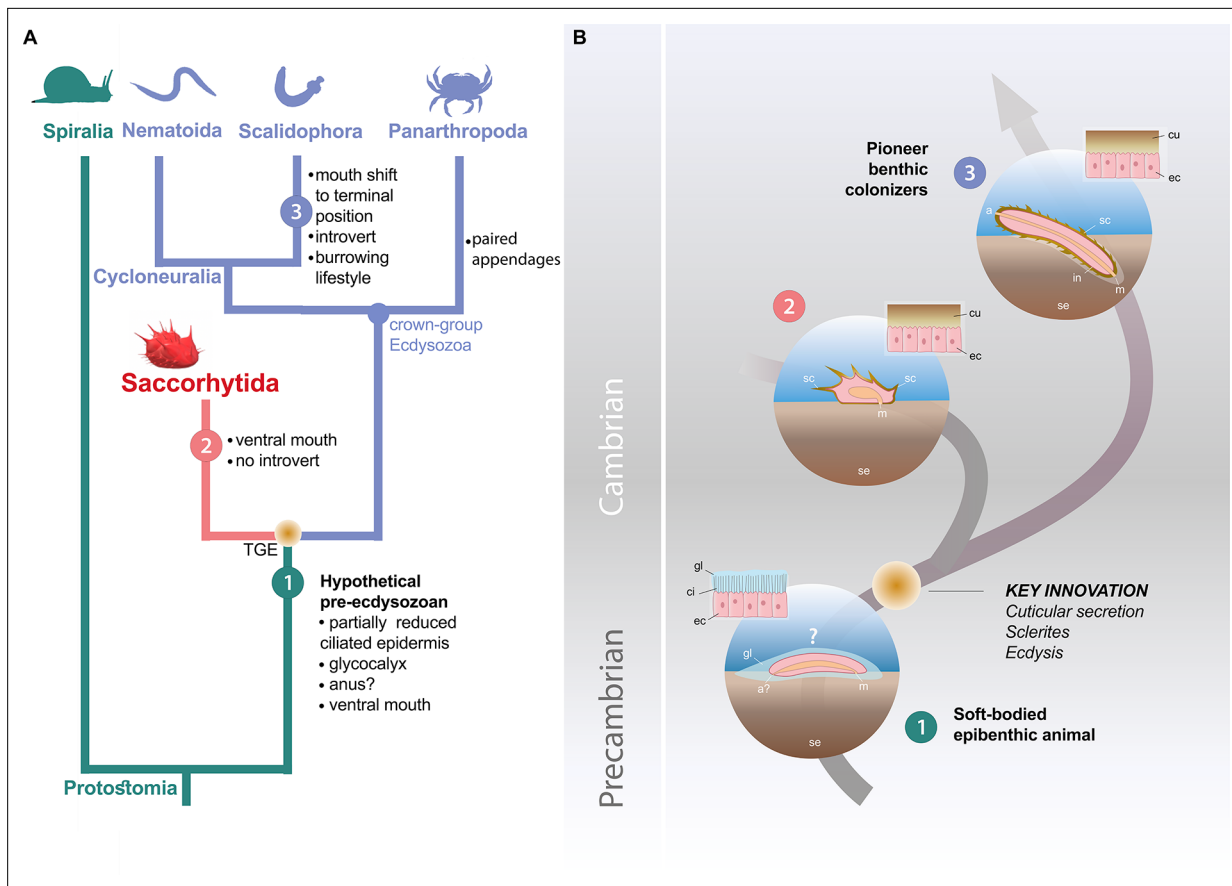 A
Spiralia
Nematoida
Scalidophora
Panarthropoda
3
• mouth shift
to terminal
position
• introvert
• burrowing
lifestyle
• paired
appendages
Cycloneuralia
crown-group
Ecdysozoa
Saccorhytida
2
• ventral mouth
• no introvert
TGE
1
Hypothetical
pre-ecdysozoan
• partially reduced
ciliated epidermis
• glycocalyx
• anus?
• ventral mouth
Protostomia
B
Cambrian
Precambrian
Pioneer
benthic
colonizers
3
cu
ec
a
sc
in
m
se
2
cu
ec
sc
sc
m
se
gl
ci
ec
?
gl
a?
m
se
KEY INNOVATION
Cuticular secretion
Sclerites
Ecdysis
1
Soft-bodied
epibenthic animal